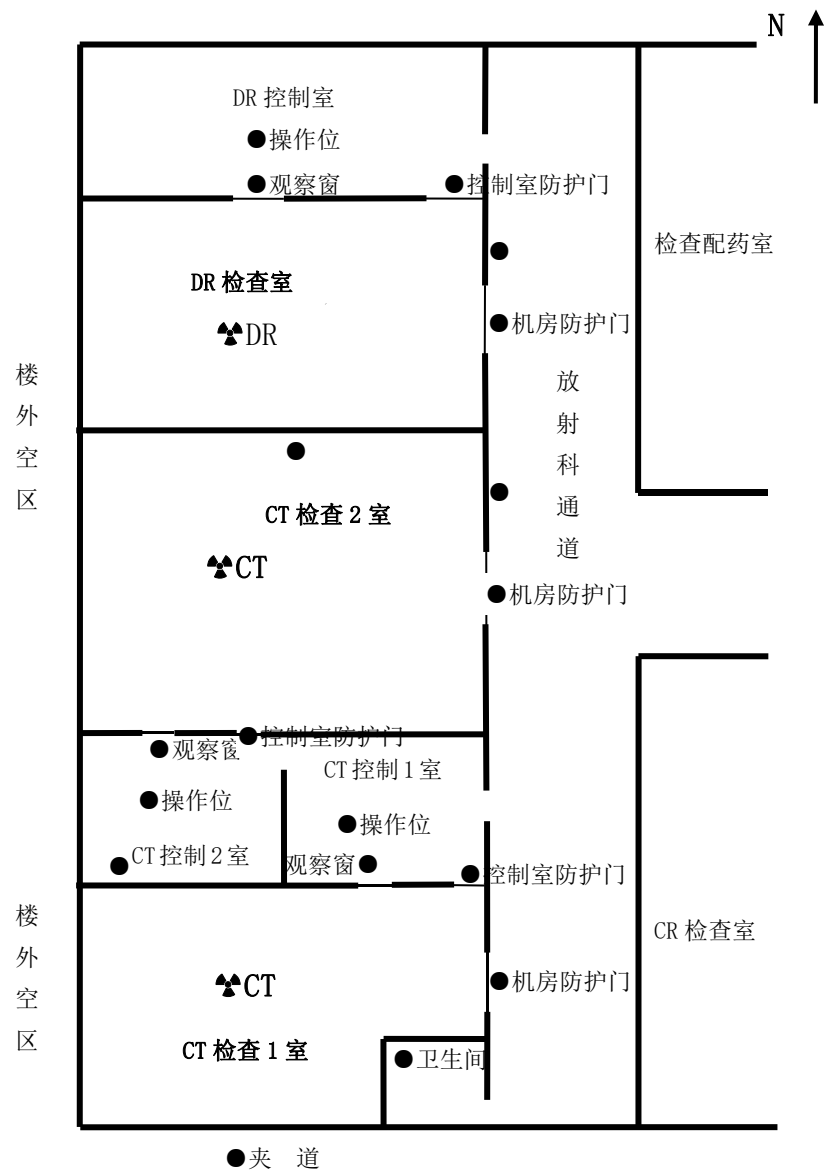 N
DR 控制室
操作位
观察窗
控制室防护门
检查配药室
DR 检查室
机房防护门
DR
楼外空区
放射科通道
CT 检查 2 室
CT
机房防护门
控制室防护门
观察窗
CT 控制 1 室
操作位
操作位
CT 控制 2 室
观察窗
控制室防护门
楼外空区
CR 检查室
CT
机房防护门
CT 检查 1 室
卫生间
夹 道